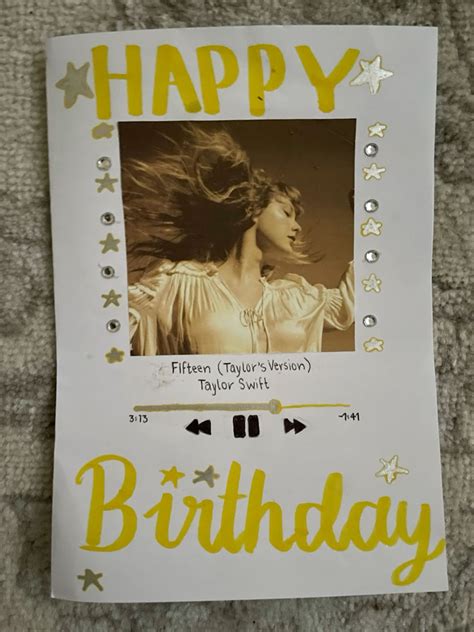 HAPPY
Fifteen (Taylor's Version)
Taylor Swift
3:13
-1:41
Birthday